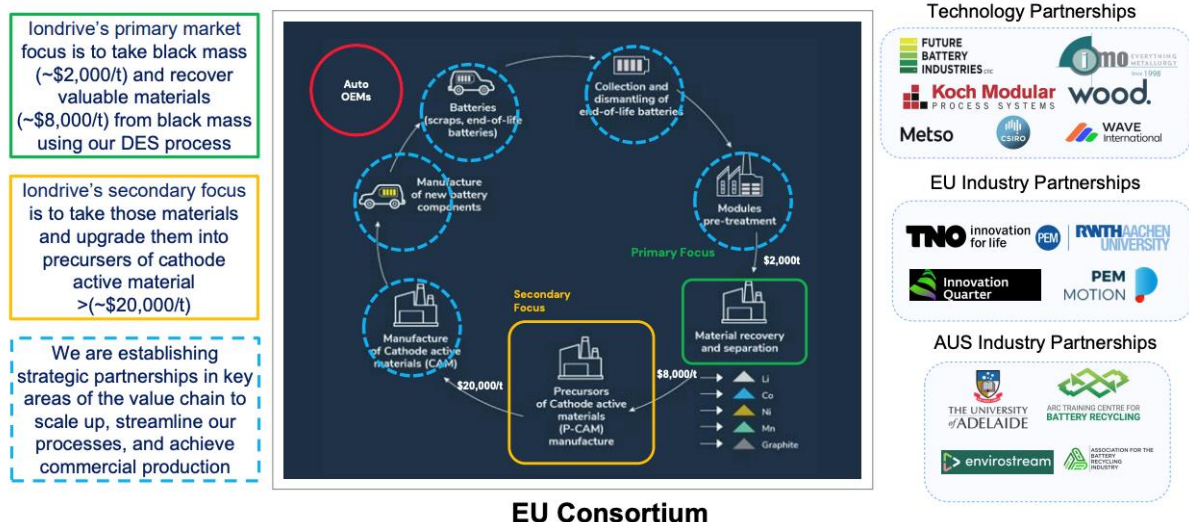 Iondrive's primary market
focus is to take black mass
(~$2,000/t) and recover
valuable materials
(~$8,000/t) from black mass
using our DES process
Iondrive's secondary focus
is to take those materials
and upgrade them into
precursers of cathode
active material
>(~$20,000/t)
We are establishing
strategic partnerships in key
areas of the value chain to
scale up, streamline our
processes, and achieve
commercial production
Auto
OEMs
Batteries
(scraps, end-of-life
batteries)
Collection and
dismantling of
end-of-life batteries
Manufacture
of new battery
components
Modules
pre-treatment
Primary Focus
$2,000t
Secondary
Focus
Manufacture
of Cathode active
materials (CAM)
Material recovery
and separation
$20,000/t
Precursors
of Cathode active
materials
(P-CAM)
manufacture
$8,000/t
Li
Co
Ni
Mn
Graphite
EU Consortium
Technology Partnerships
FUTURE
BATTERY
INDUSTRIES CRC
imo EVERYTHING
METALLURGY
Since 1998
Koch Modular
PROCESS SYSTEMS
wood.
Metso
CSIRO
WAVE
International
EU Industry Partnerships
TNO innovation
for life
PEM
RWTH AACHEN
UNIVERSITY
Innovation
Quarter
PEM
MOTION
AUS Industry Partnerships
THE UNIVERSITY
of ADELAIDE
ARC TRAINING CENTRE FOR
BATTERY RECYCLING
envirostream
ASSOCIATION FOR THE
BATTERY
RECYCLING
INDUSTRY